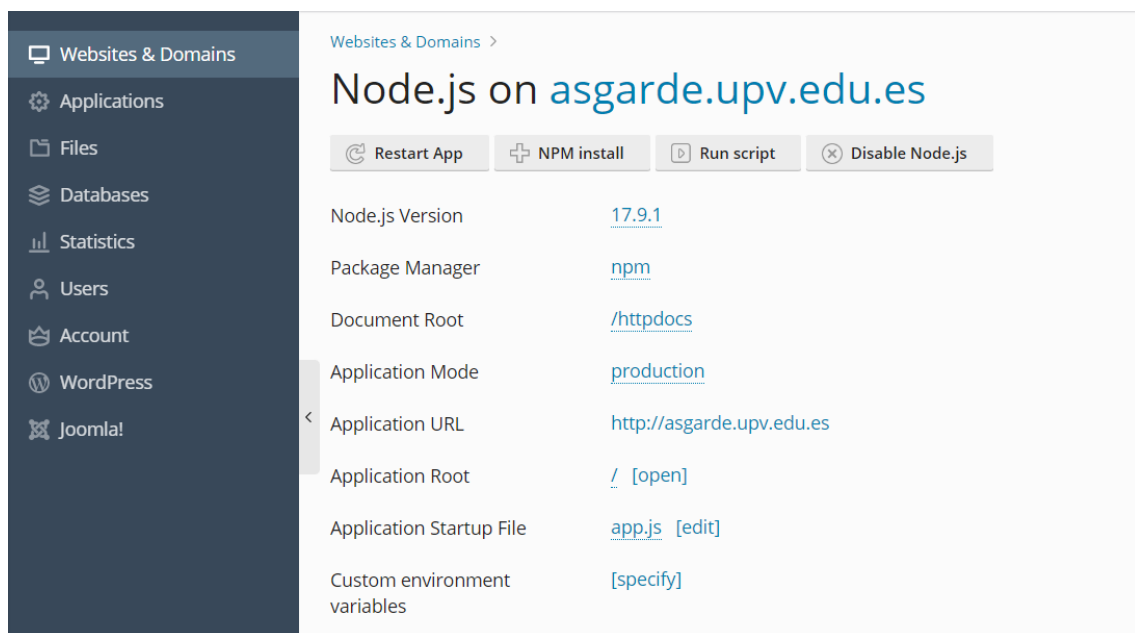 Websites & Domains
Applications
Files
Databases
Statistics
Users
Account
WordPress
Joomla!
Websites & Domains >
Node.js on asgarde.upv.edu.es
Restart App NPM install Run script Disable Node.js
Node.js Version 17.9.1
Package Manager npm
Document Root /httpdocs
Application Mode production
Application URL http://asgarde.upv.edu.es
Application Root / [open]
Application Startup File app.js [edit]
Custom environment [specify]
variables